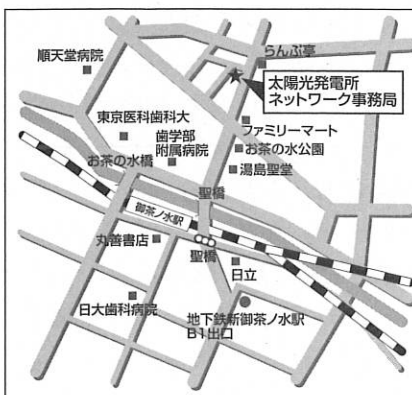 らんぷ亭
順天堂病院
太陽光発電所
ネットワーク事務局
東京医科歯科大
歯学部
附属病院
ファミリーマート
お茶の水公園
お茶の水橋
湯島聖堂
聖橋
御茶ノ水駅
丸善書店
聖橋
日立
日大歯科病院
地下鉄新御茶ノ水駅
B1出口